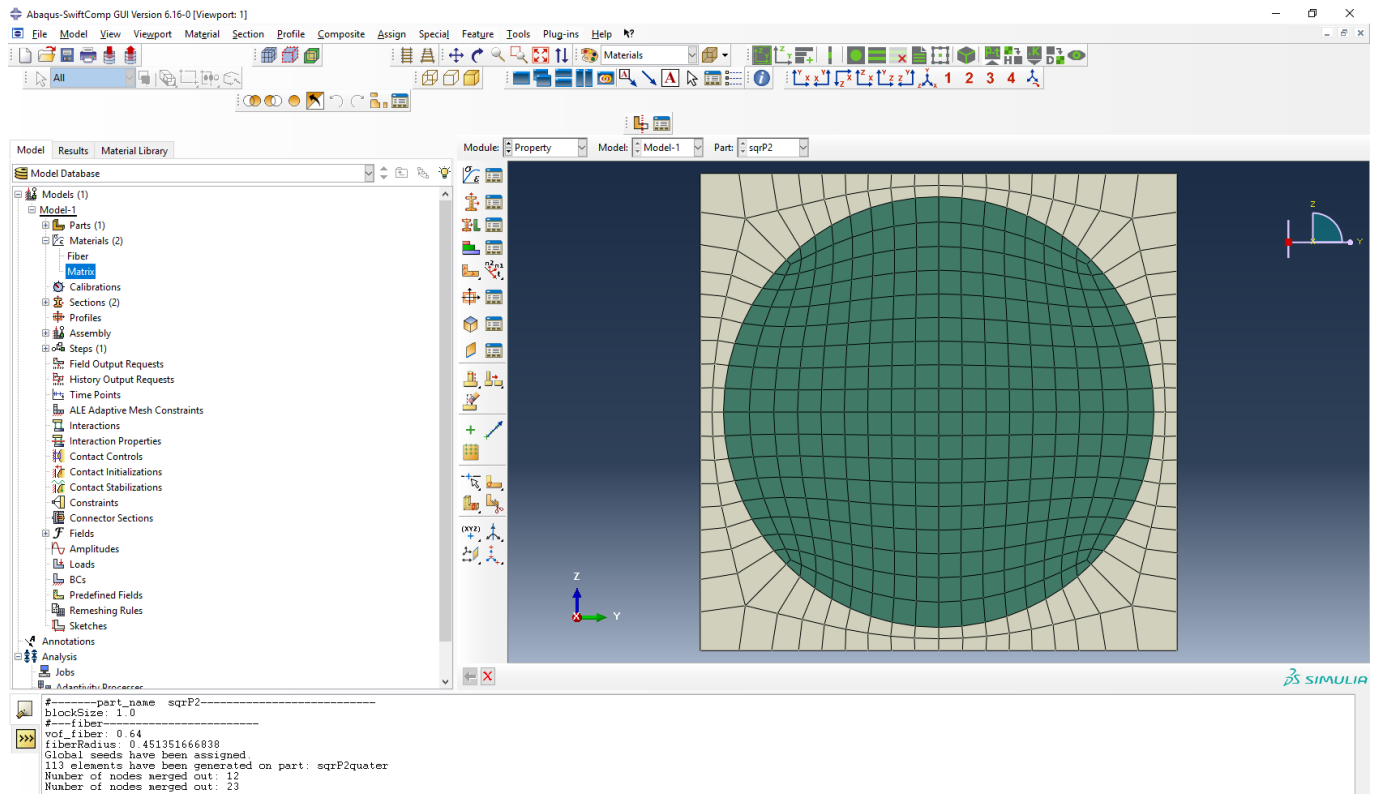 Abaqus-SwiftComp GUI Version 6.16-0 [Viewport: 1]
File Model View Viewport Material Section Profile Composite Assign Special Feature Tools Plug-ins Help
Materials
All
1 2 3 4
Model Results Material Library
Module: Property Model: Model-1 Part: sqrP2
Model Database
Models (1)
Model-1
Parts (1)
Materials (2)
Fiber
Matrix
Calibrations
Sections (2)
Profiles
Assembly
Steps (1)
Field Output Requests
History Output Requests
Time Points
ALE Adaptive Mesh Constraints
Interactions
Interaction Properties
Contact Controls
Contact Initializations
Contact Stabilizations
Constraints
Connector Sections
Fields
Amplitudes
Loads
BCs
Predefined Fields
Remeshing Rules
Sketches
Annotations
Analysis
Jobs
Adaptivity Processes
(XYZ)
Z
Y
X
Z
Y
X
SIMULIA
#-------part_name sqrP2---------------------------
blockSize: 1.0
#---fiber------------------------
vof_fiber: 0.64
fiberRadius: 0.451351666838
Global seeds have been assigned.
113 elements have been generated on part: sqrP2quater
Number of nodes merged out: 12
Number of nodes merged out: 23